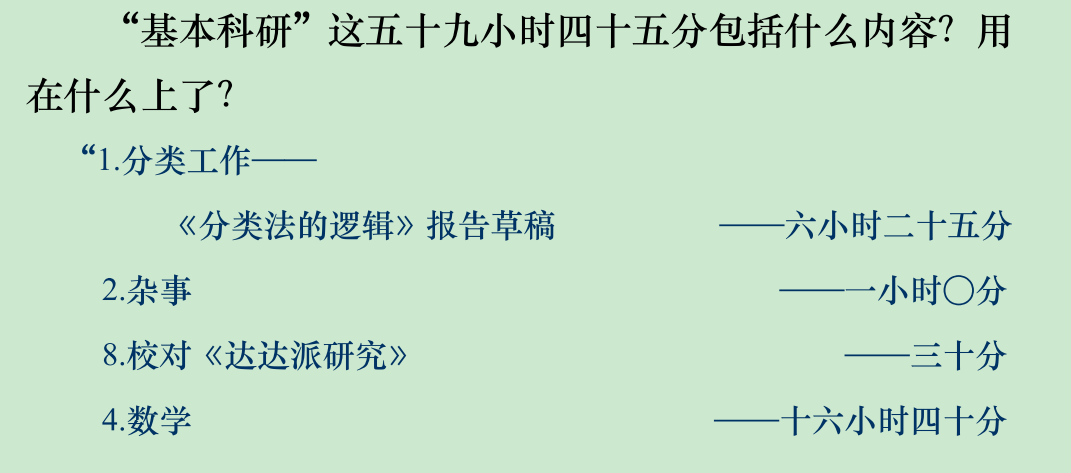 “基本科研”这五十九小时四十五分包括什么内容？用
在什么上了？
“1.分类工作——
《分类法的逻辑》报告草稿 ——六小时二十五分
2.杂事 ——一小时〇分
8.校对《达达派研究》 ——三十分
4.数学 ——十六小时四十分